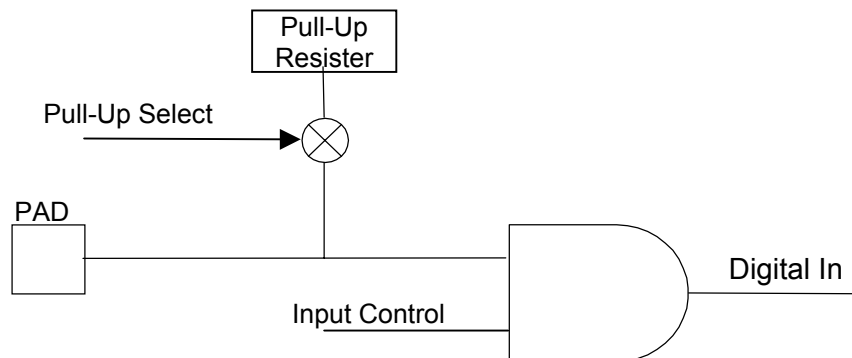 Pull-Up
Resister
Pull-Up Select
PAD
Digital In
Input Control